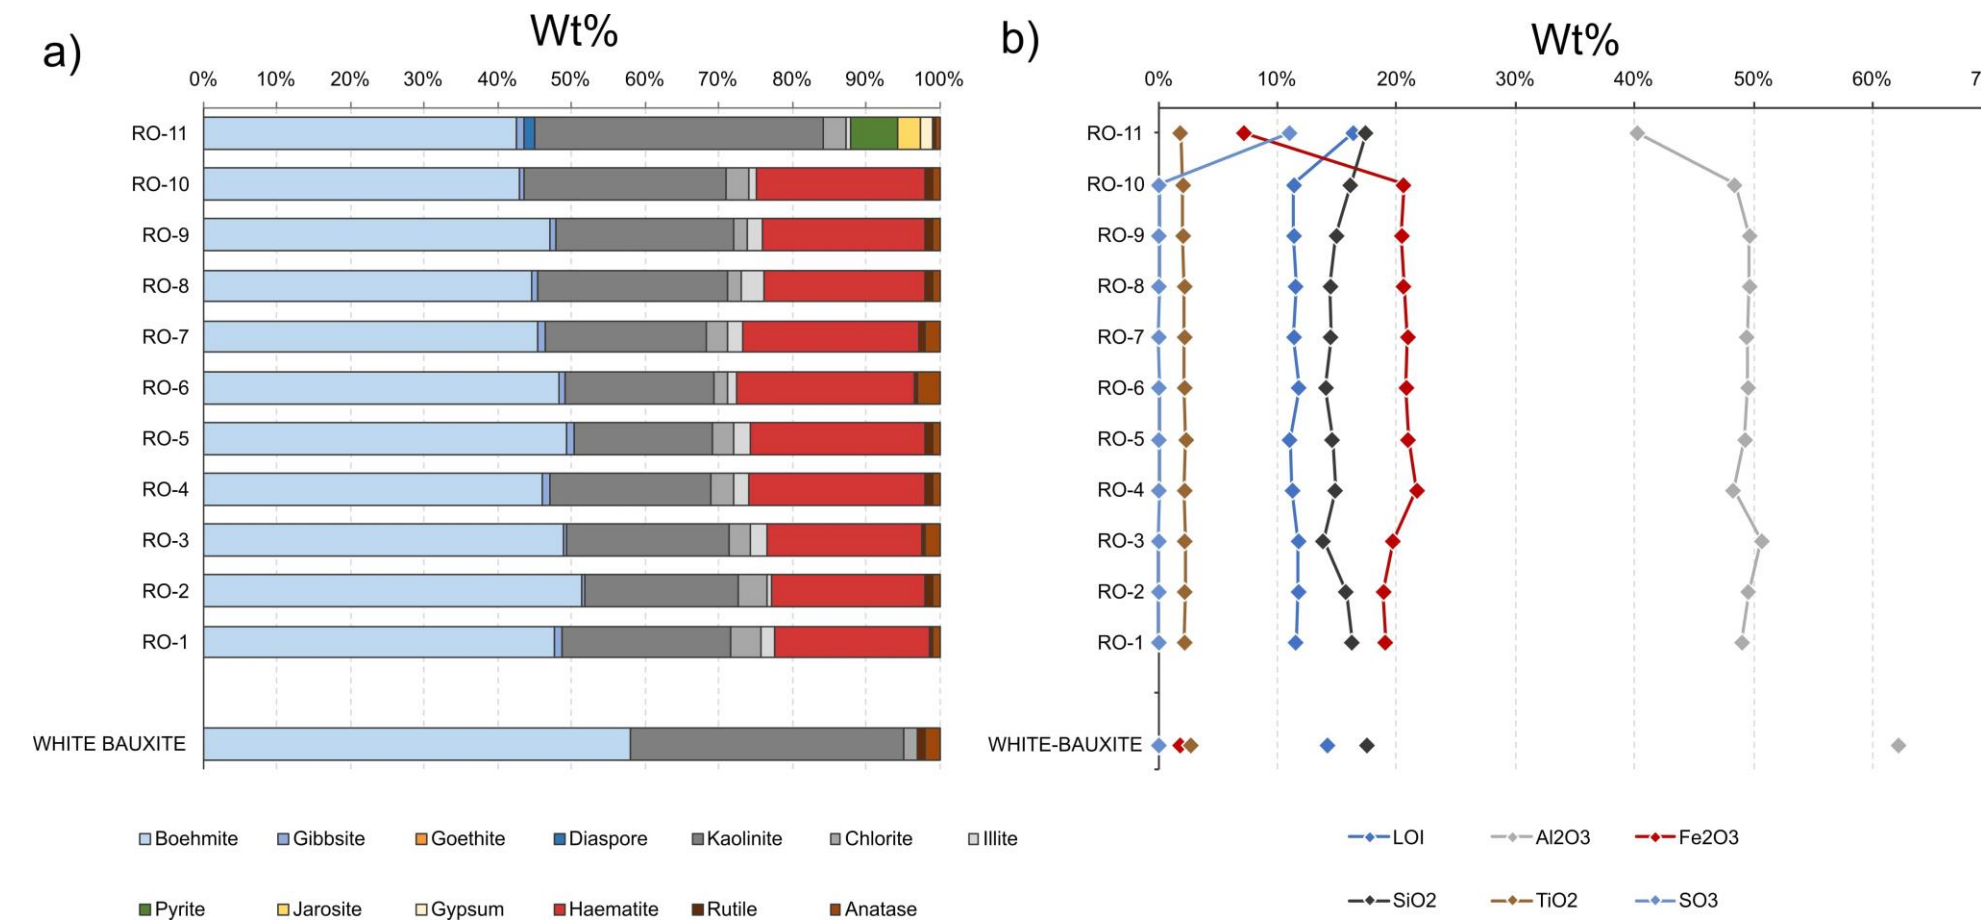 a)
Wt%
0% 10% 20% 30% 40% 50% 60% 70% 80% 90% 100%
RO-11
RO-10
RO-9
RO-8
RO-7
RO-6
RO-5
RO-4
RO-3
RO-2
RO-1
WHITE BAUXITE
Boehmite Gibbsite Goethite Diaspore Kaolinite Chlorite Illite
Pyrite Jarosite Gypsum Haematite Rutile Anatase
b)
Wt%
0% 10% 20% 30% 40% 50% 60% 7
RO-11
RO-10
RO-9
RO-8
RO-7
RO-6
RO-5
RO-4
RO-3
RO-2
RO-1
WHITE-BAUXITE
LOI Al2O3 Fe2O3
SiO2 TiO2 SO3